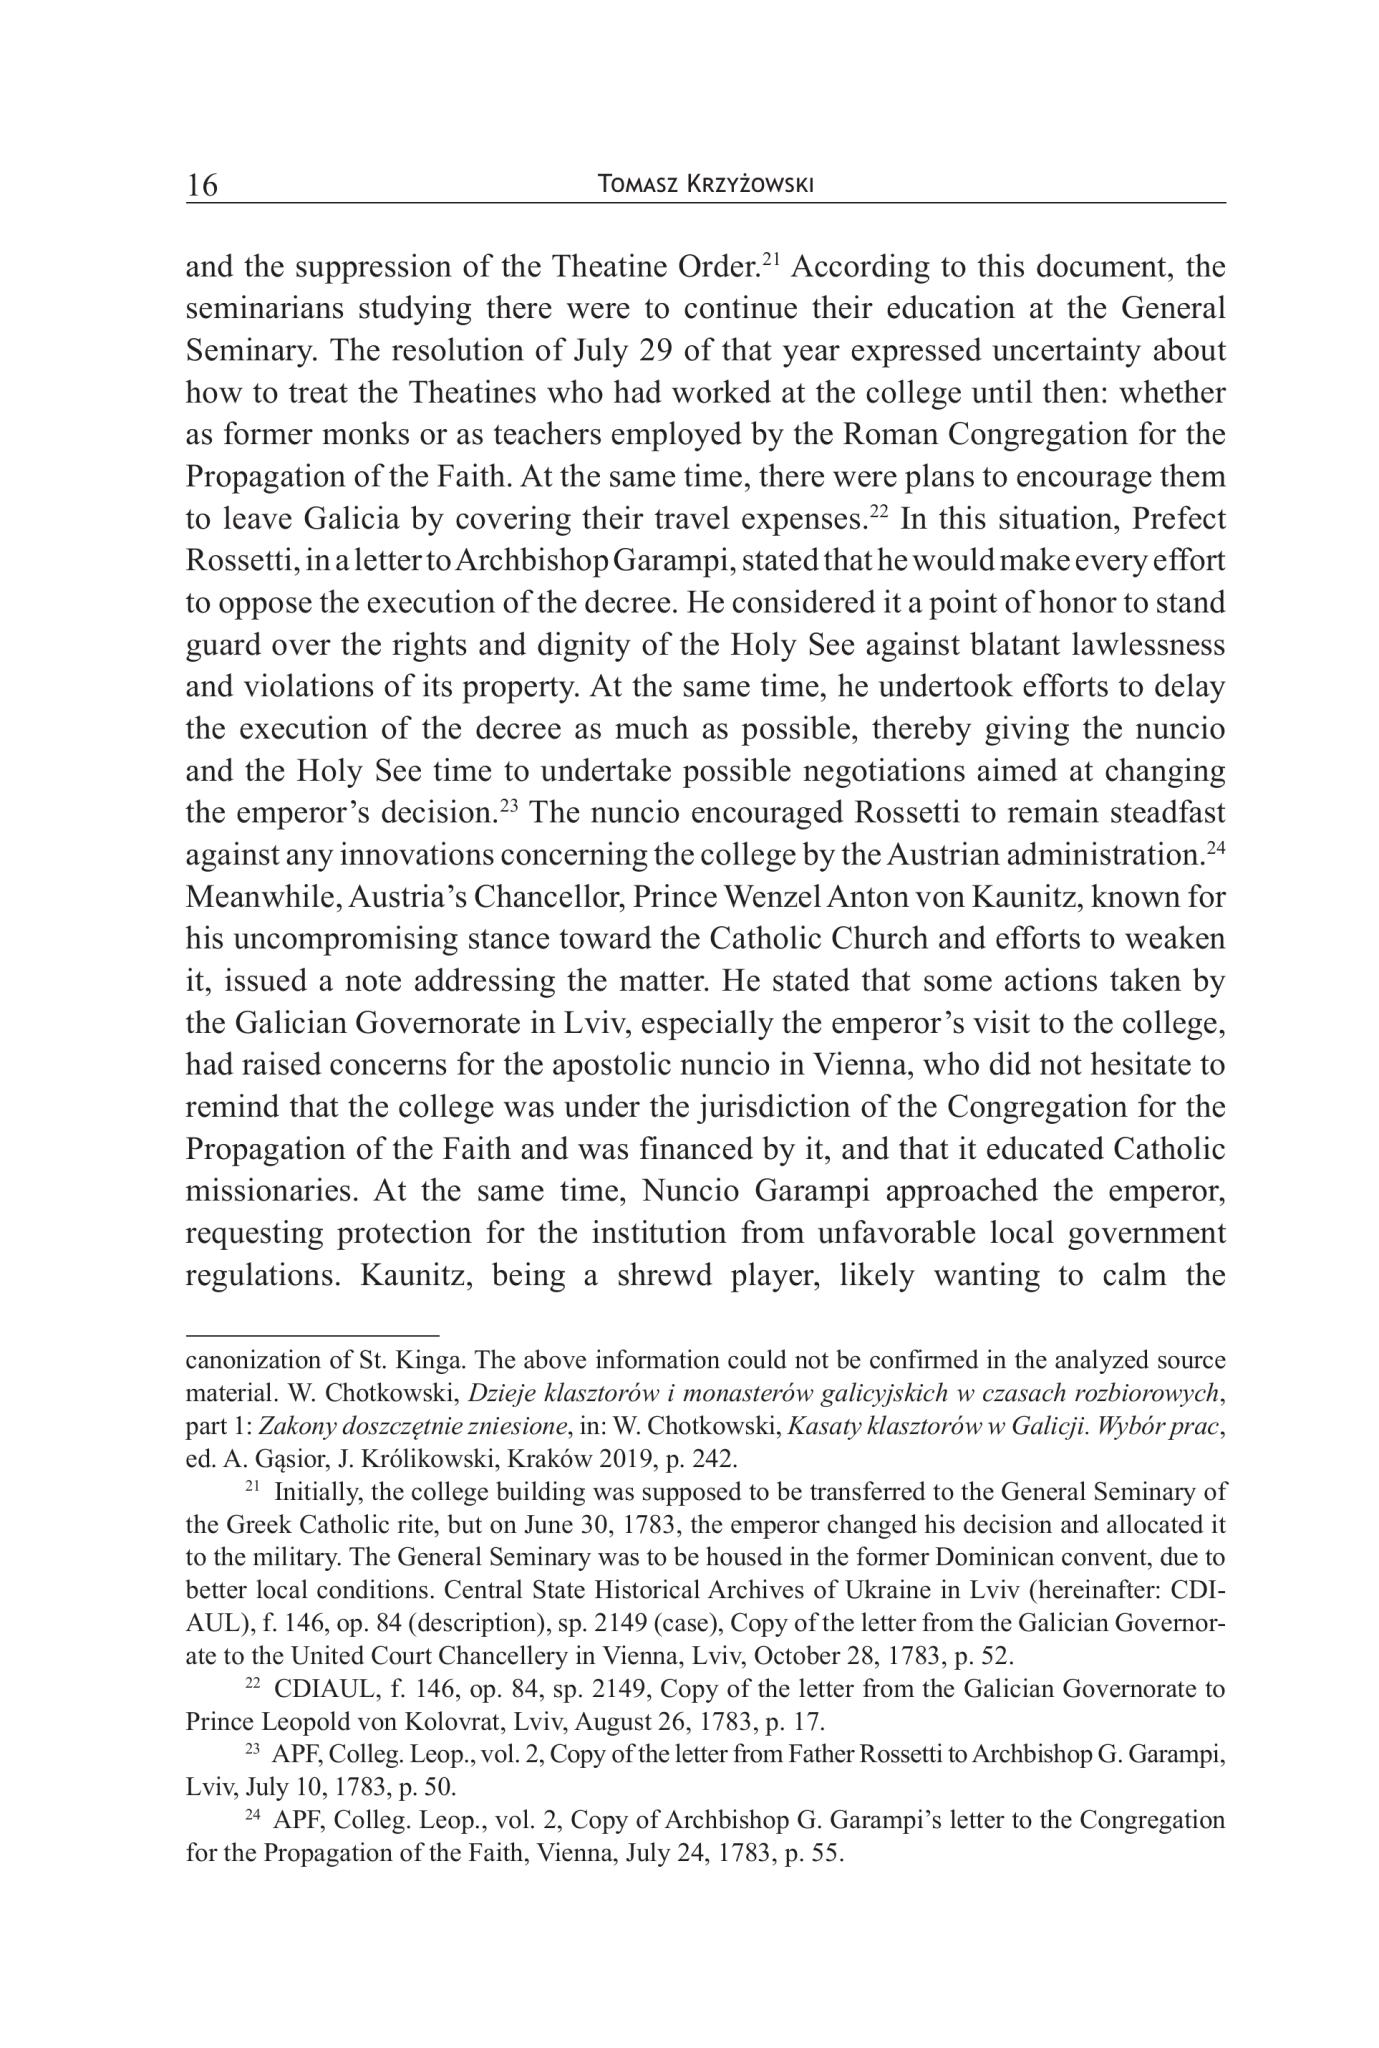 16
Tomasz Krzyżowski
and the suppression of the Theatine Order.21 According to this document, the
seminarians studying there were to continue their education at the General
Seminary. The resolution of July 29 of that year expressed uncertainty about
how to treat the Theatines who had worked at the college until then: whether
as former monks or as teachers employed by the Roman Congregation for the
Propagation of the Faith. At the same time, there were plans to encourage them
to leave Galicia by covering their travel expenses.22 In this situation, Prefect
Rossetti, in a letter to Archbishop Garampi, stated that he would make every effort
to oppose the execution of the decree. He considered it a point of honor to stand
guard over the rights and dignity of the Holy See against blatant lawlessness
and violations of its property. At the same time, he undertook efforts to delay
the execution of the decree as much as possible, thereby giving the nuncio
and the Holy See time to undertake possible negotiations aimed at changing
the emperor’s decision.23 The nuncio encouraged Rossetti to remain steadfast
against any innovations concerning the college by the Austrian administration.24
Meanwhile, Austria’s Chancellor, Prince Wenzel Anton von Kaunitz, known for
his uncompromising stance toward the Catholic Church and efforts to weaken
it, issued a note addressing the matter. He stated that some actions taken by
the Galician Governorate in Lviv, especially the emperor’s visit to the college,
had raised concerns for the apostolic nuncio in Vienna, who did not hesitate to
remind that the college was under the jurisdiction of the Congregation for the
Propagation of the Faith and was financed by it, and that it educated Catholic
missionaries. At the same time, Nuncio Garampi approached the emperor,
requesting protection for the institution from unfavorable local government
regulations. Kaunitz, being a shrewd player, likely wanting to calm the
canonization of St. Kinga. The above information could not be confirmed in the analyzed source
material. W. Chotkowski, Dzieje klasztorów i monasterów galicyjskich w czasach rozbiorowych,
part 1: Zakony doszczętnie zniesione, in: W. Chotkowski, Kasaty klasztorów w Galicji. Wybór prac,
ed. A. Gąsior, J. Królikowski, Kraków 2019, p. 242.
21 Initially, the college building was supposed to be transferred to the General Seminary of
the Greek Catholic rite, but on June 30, 1783, the emperor changed his decision and allocated it
to the military. The General Seminary was to be housed in the former Dominican convent, due to
better local conditions. Central State Historical Archives of Ukraine in Lviv (hereinafter: CDI-
AUL), f. 146, op. 84 (description), sp. 2149 (case), Copy of the letter from the Galician Governor-
ate to the United Court Chancellery in Vienna, Lviv, October 28, 1783, p. 52.
22 CDIAUL, f. 146, op. 84, sp. 2149, Copy of the letter from the Galician Governorate to
Prince Leopold von Kolovrat, Lviv, August 26, 1783, p. 17.
23 APF, Colleg. Leop., vol. 2, Copy of the letter from Father Rossetti to Archbishop G. Garampi,
Lviv, July 10, 1783, p. 50.
24 APF, Colleg. Leop., vol. 2, Copy of Archbishop G. Garampi’s letter to the Congregation
for the Propagation of the Faith, Vienna, July 24, 1783, p. 55.